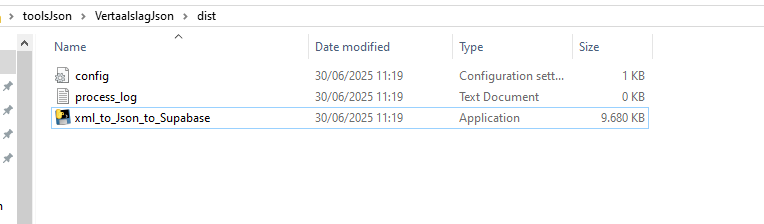 toolsJson > VertaalslagJson > dist
Name Date modified Type Size
config 30/06/2025 11:19 Configuration sett... 1 KB
process_log 30/06/2025 11:19 Text Document 0 KB
xml_to_Json_to_Supabase 30/06/2025 11:19 Application 9.680 KB